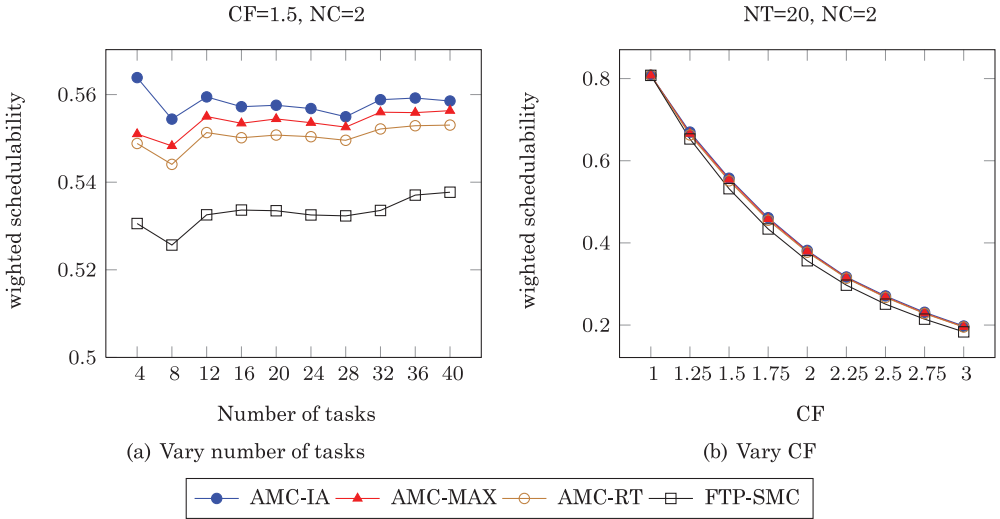 CF=1.5, NC=2
wighted schedulability
0.56
0.54
0.52
0.5
4 8 12 16 20 24 28 32 36 40
Number of tasks
(a) Vary number of tasks
NT=20, NC=2
wighted schedulability
0.8
0.6
0.4
0.2
1 1.25 1.5 1.75 2 2.25 2.5 2.75 3
CF
(b) Vary CF
AMC-IA AMC-MAX AMC-RT FTP-SMC